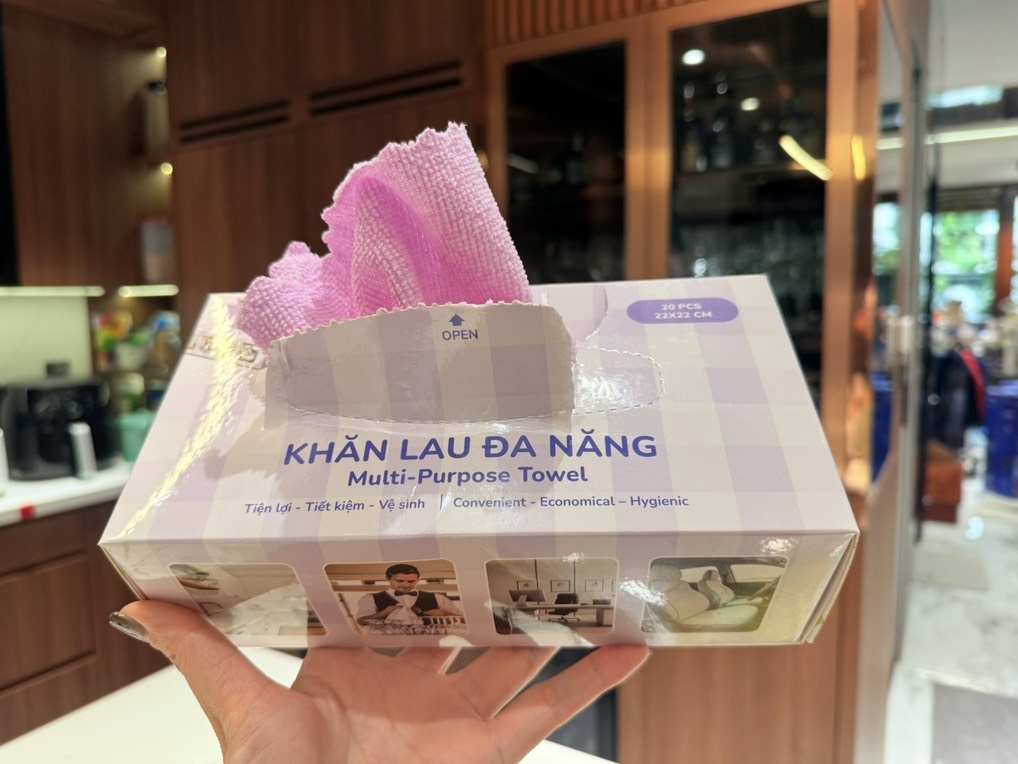 20 PCS
22X22 CM
OPEN
KHĂN LAU ĐA NĂNG
Multi-Purpose Towel
Tiện lợi - Tiết kiệm - Vệ sinh | Convenient - Economical – Hygienic